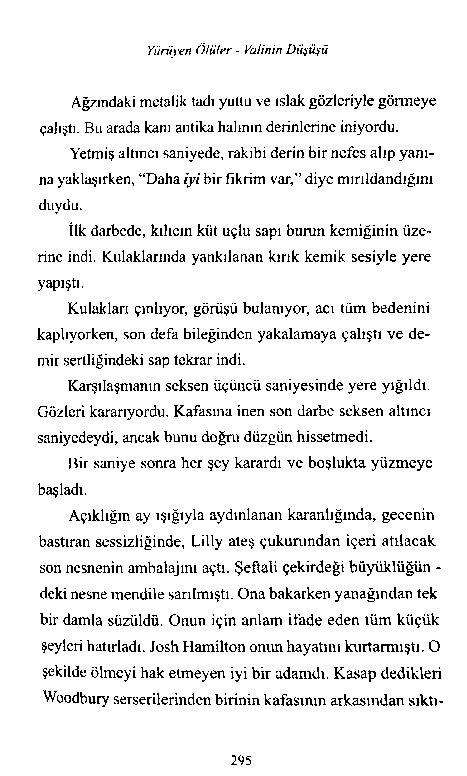 Yürüyen Ölüler - Valinin Düşüşü
Ağzındaki metalik tadı yuttu ve ıslak gözleriyle görmeye
çalıştı. Bu arada kanı antika halının derinlerine iniyordu.
Yetmiş altıncı saniyede, rakibi derin bir nefes alıp yanı-
na yaklaşırken, “Daha iyi bir fikrim var,” diye mırıldandığını
duydu.
İlk darbede, kılıcın küt uçlu sapı burun kemiğinin üze-
rine indi. Kulaklarında yankılanan kırık kemik sesiyle yere
yapıştı.
Kulakları çınlıyor, görüşü bulanıyor, acı tüm bedenini
kaplıyorken, son defa bileğinden yakalamaya çalıştı ve de-
mir sertliğindeki sap tekrar indi.
Karşılaşmanın seksen üçüncü saniyesinde yere yığıldı.
Gözleri kararıyordu. Kafasına inen son darbe seksen altıncı
saniyedeydi, ancak bunu doğru düzgün hissetmedi.
Bir saniye sonra her şey karardı ve boşlukta yüzmeye
başladı.
Açıklığın ay ışığıyla aydınlanan karanlığında, gecenin
bastıran sessizliğinde, Lilly ateş çukurundan içeri atılacak
son nesnenin ambalajını açtı. Şeftali çekirdeği büyüklüğün -
deki nesne mendile sarılmıştı. Ona bakarken yanağından tek
bir damla süzüldü. Onun için anlam ifade eden tüm küçük
şeyleri hatırladı. Josh Hamilton onun hayatını kurtarmıştı. O
şekilde ölmeyi hak etmeyen iyi bir adamdı. Kasap dedikleri
Woodbury serserilerinden birinin kafasının arkasından sıktı-
295